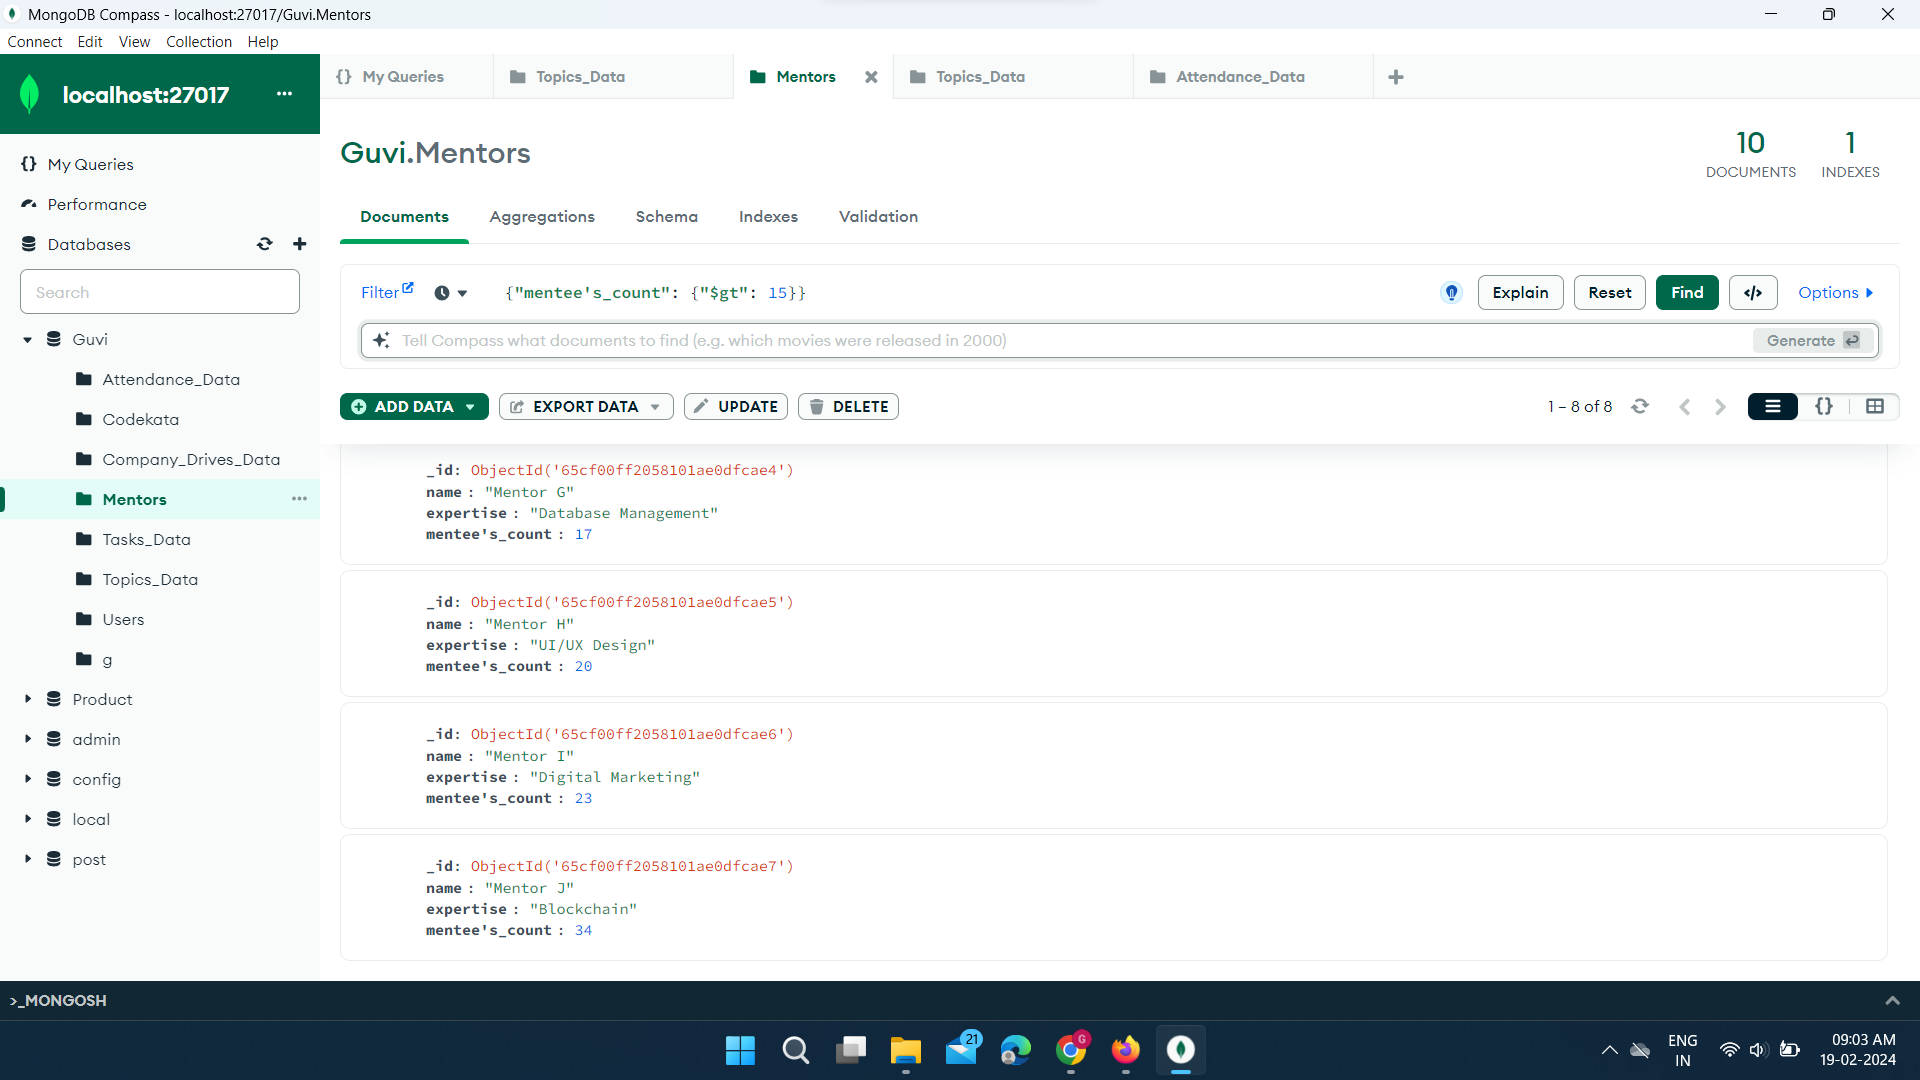 MongoDB Compass - localhost:27017/Guvi.Mentors
Connect Edit View Collection Help
localhost:27017
{} My Queries
Performance
Databases
Search
Guvi
Attendance_Data
Codekata
Company_Drives_Data
Mentors
Tasks_Data
Topics_Data
Users
g
Product
admin
config
local
post
{} My Queries Topics_Data Mentors Topics_Data Attendance_Data
Guvi.Mentors
10 DOCUMENTS
1 INDEXES
Documents Aggregations Schema Indexes Validation
Filter {"mentee's_count": {"$gt": 15}} Explain Reset Find </> Options
Tell Compass what documents to find (e.g. which movies were released in 2000) Generate
ADD DATA EXPORT DATA UPDATE DELETE 1 – 8 of 8 {}
_id: ObjectId('65cf00ff2058101ae0dfcae4')
name : "Mentor G"
expertise : "Database Management"
mentee's_count : 17
_id: ObjectId('65cf00ff2058101ae0dfcae5')
name : "Mentor H"
expertise : "UI/UX Design"
mentee's_count : 20
_id: ObjectId('65cf00ff2058101ae0dfcae6')
name : "Mentor I"
expertise : "Digital Marketing"
mentee's_count : 23
_id: ObjectId('65cf00ff2058101ae0dfcae7')
name : "Mentor J"
expertise : "Blockchain"
mentee's_count : 34
>_MONGOSH
21
G
ENG
IN
09:03 AM
19-02-2024